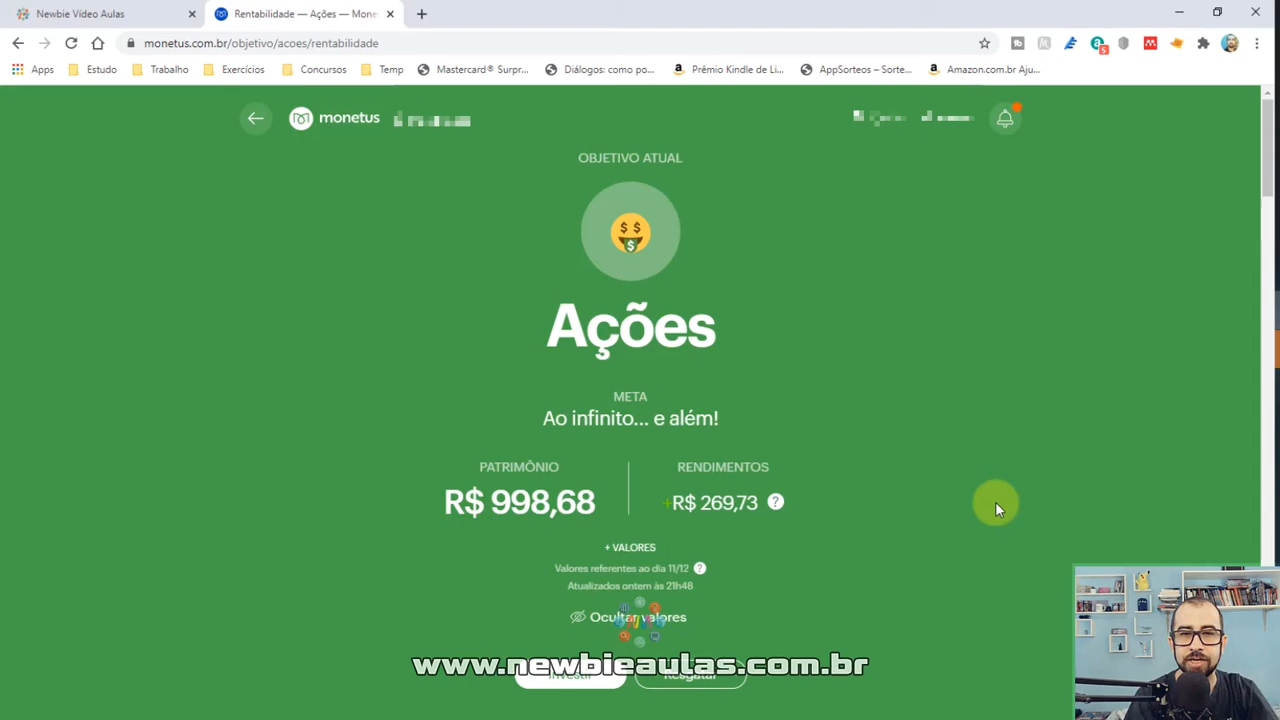 Newbie Vídeo Aulas
Rentabilidade — Ações — Mone
monetus.com.br/objetivo/acoes/rentabilidade
Apps Estudo Trabalho Exercícios Concursos Temp Mastercard® Surpr... Diálogos: como po... Prêmio Kindle de Li... AppSorteos – Sorte... Amazon.com.br Aju...
monetus
OBJETIVO ATUAL
Ações
META
Ao infinito... e além!
PATRIMÔNIO RENDIMENTOS
R$ 998,68 +R$ 269,73 ?
+ VALORES
Valores referentes ao dia 11/12 ?
Atualizados ontem às 21h48
Ocultar valores
www.newbieaulas.com.br
Investir Resgatar